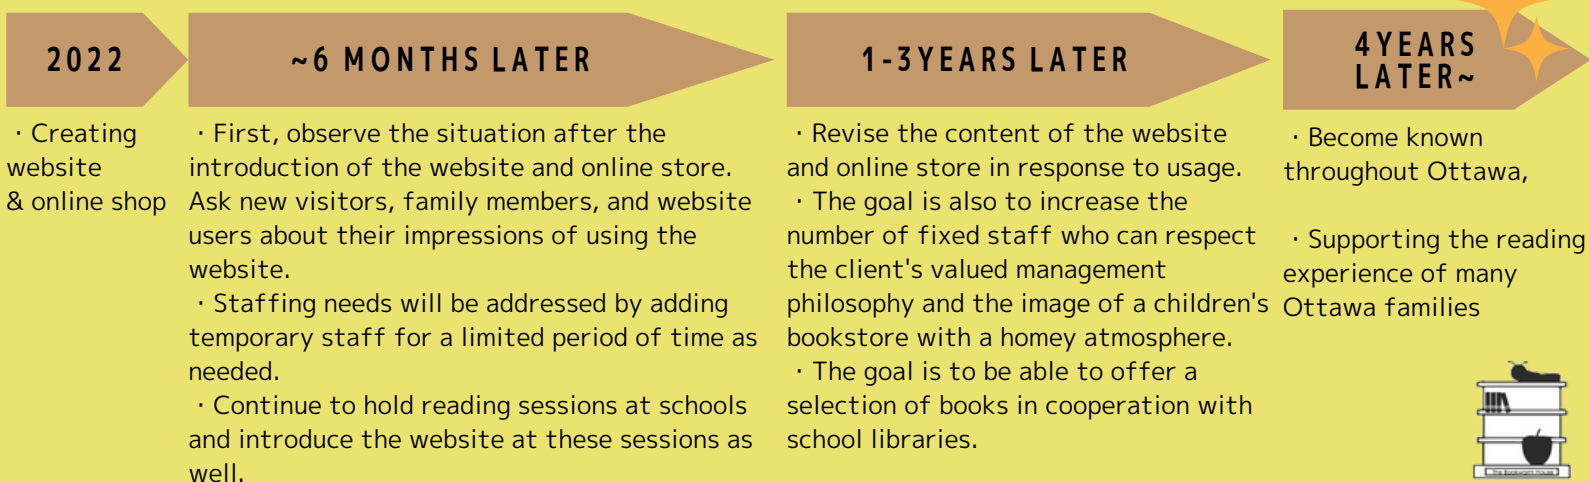 2022
· Creating
website
& online shop
~6 MONTHS LATER
· First, observe the situation after the
introduction of the website and online store.
Ask new visitors, family members, and website
users about their impressions of using the
website.
· Staffing needs will be addressed by adding
temporary staff for a limited period of time as
needed.
· Continue to hold reading sessions at schools
and introduce the website at these sessions as
well.
1-3YEARS LATER
· Revise the content of the website
and online store in response to usage.
· The goal is also to increase the
number of fixed staff who can respect
the client's valued management
philosophy and the image of a children's
bookstore with a homey atmosphere.
· The goal is to be able to offer a
selection of books in cooperation with
school libraries.
4YEARS
LATER~
· Become known
throughout Ottawa,
· Supporting the reading
experience of many
Ottawa families
The Bookworm House